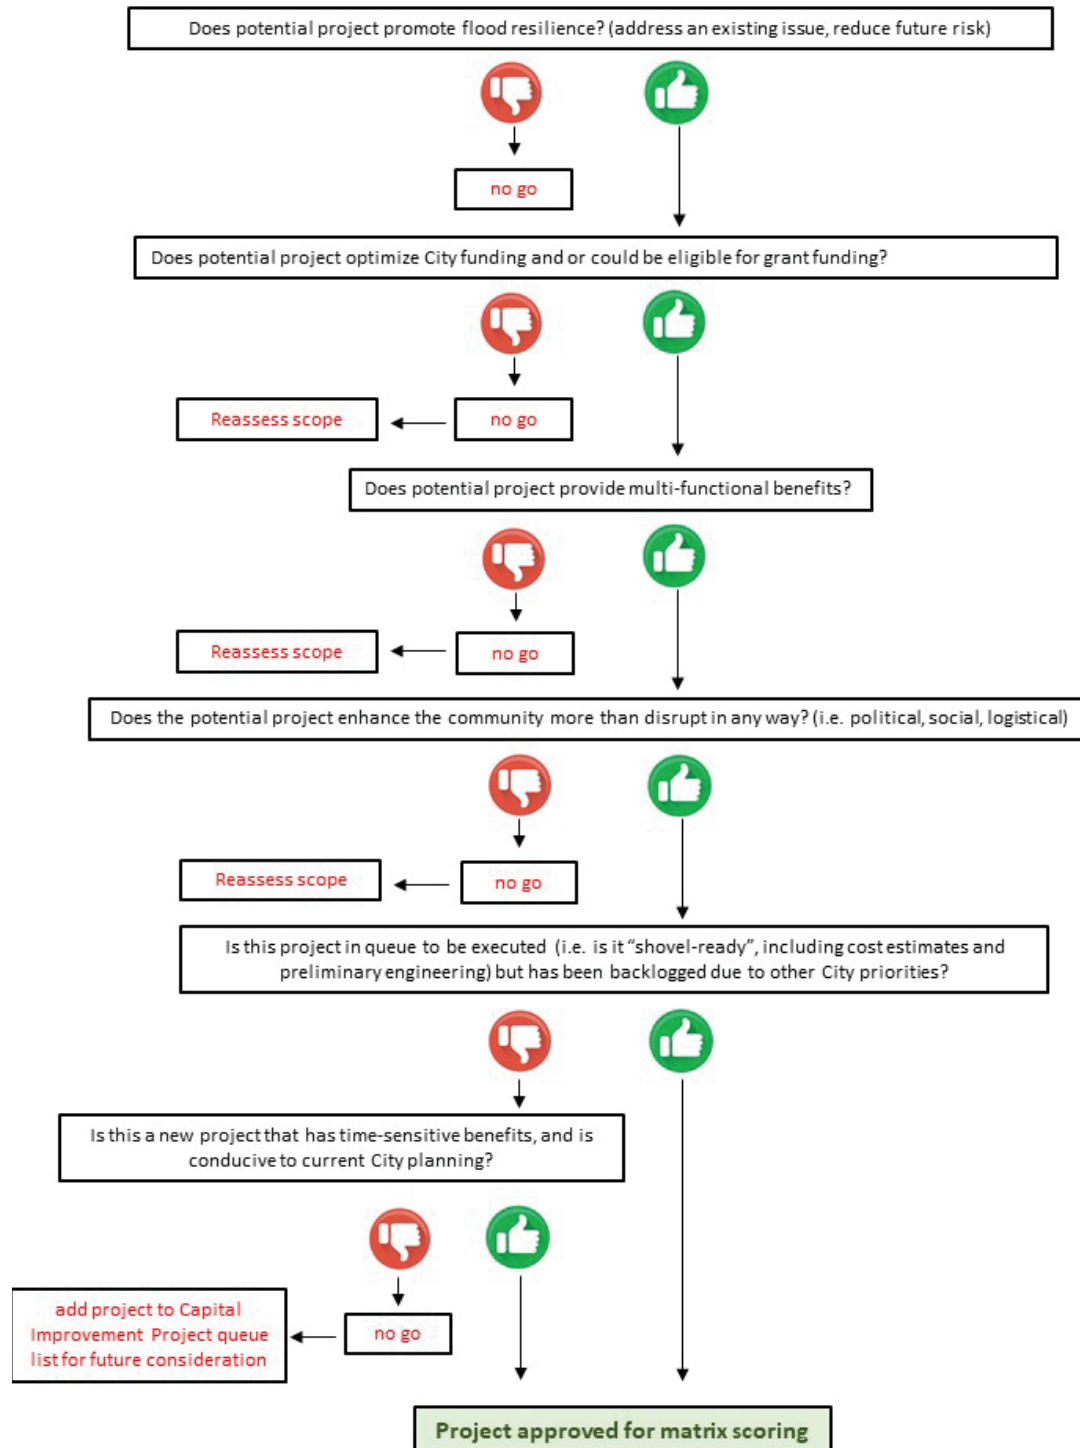 Does potential project promote flood resilience? (address an existing issue, reduce future risk)
no go
Does potential project optimize City funding and or could be eligible for grant funding?
Reassess scope
no go
Does potential project provide multi-functional benefits?
Reassess scope
no go
Does the potential project enhance the community more than disrupt in any way? (i.e. political, social, logistical)
Reassess scope
no go
Is this project in queue to be executed (i.e. is it “shovel-ready”, including cost estimates and
preliminary engineering) but has been backlogged due to other City priorities?
Is this a new project that has time-sensitive benefits, and is
conducive to current City planning?
add project to Capital
Improvement Project queue
list for future consideration
no go
Project approved for matrix scoring